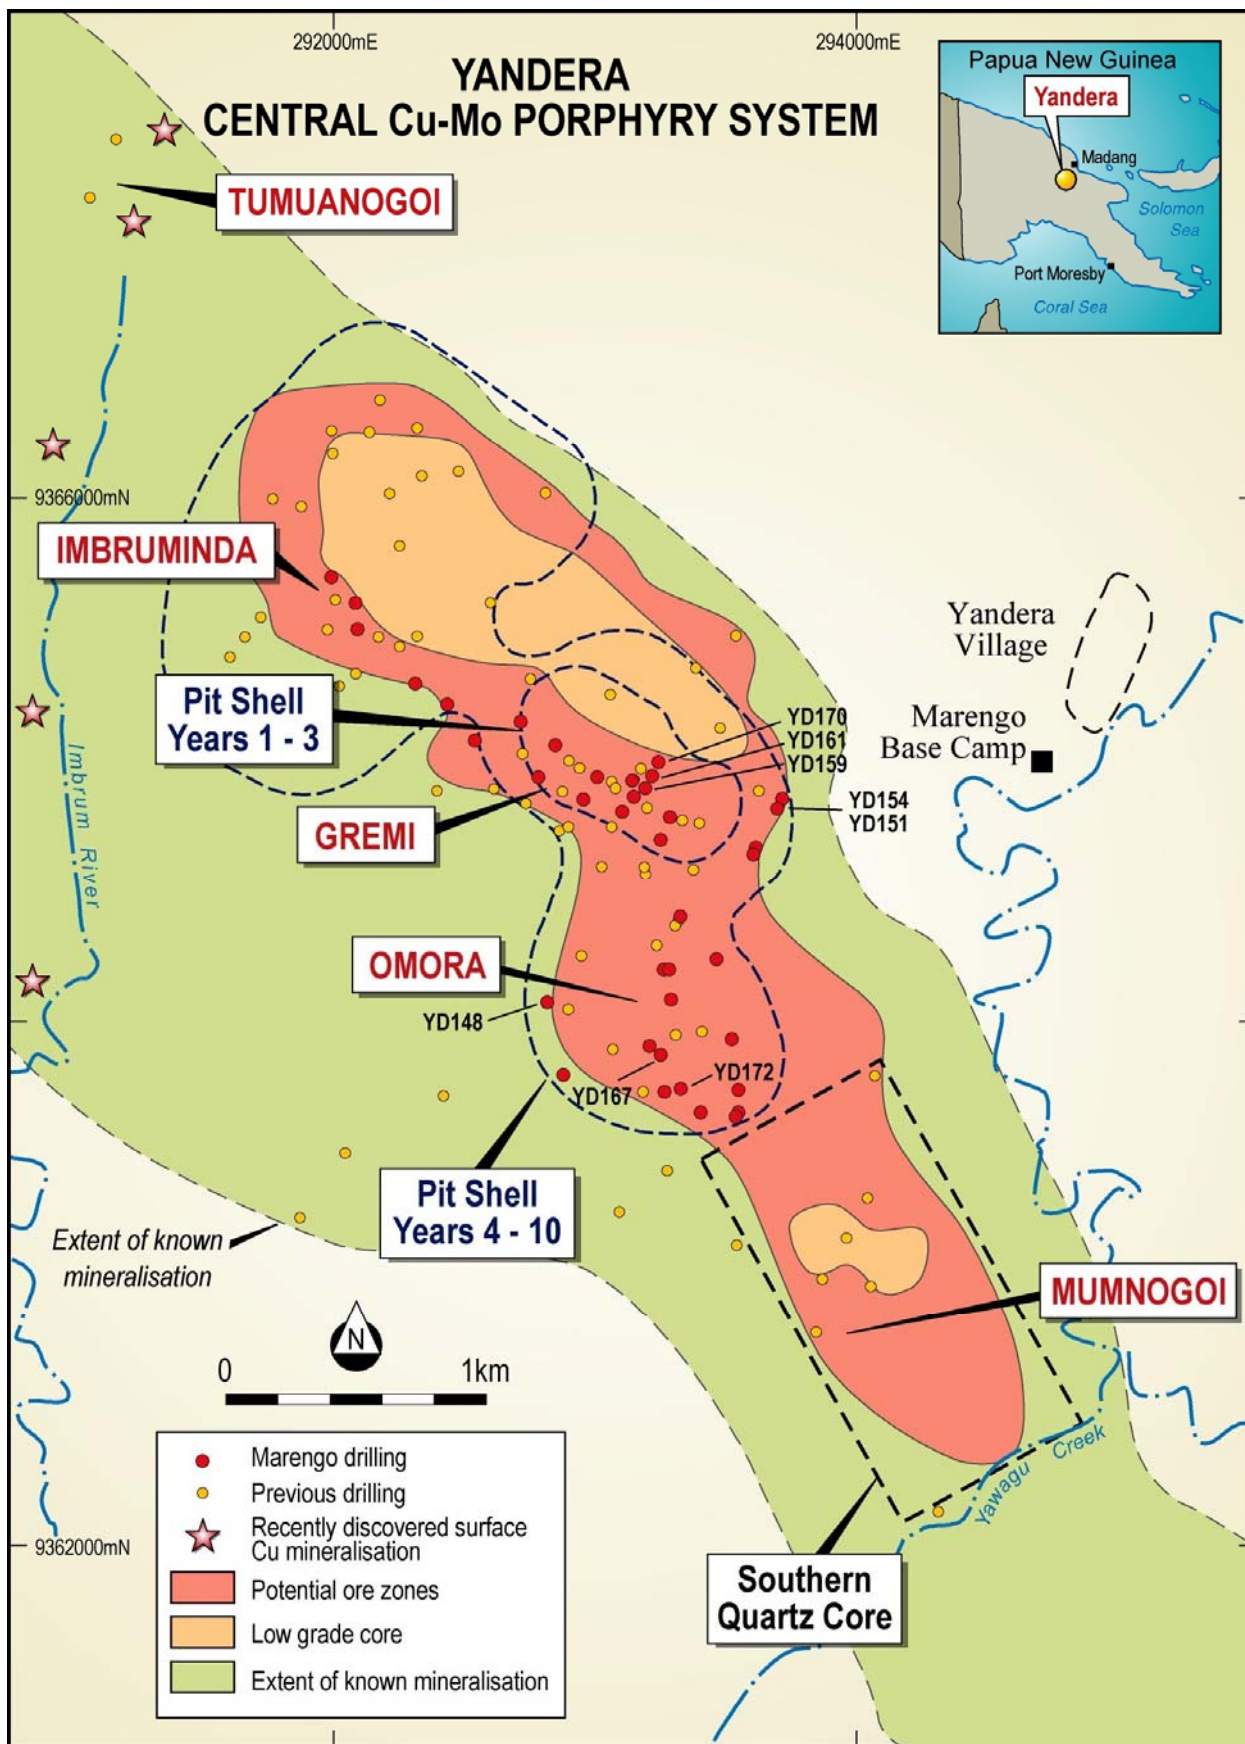 292000mE
294000mE
YANDERA
CENTRAL Cu-Mo PORPHYRY SYSTEM
Papua New Guinea
Yandera
Madang
Solomon
Sea
Port Moresby
Coral Sea
TUMUANOGOI
9366000mN
IMBRUMINDA
Yandera
Village
Pit Shell
Years 1 - 3
Marengo
Base Camp
YD170
YD161
YD159
YD154
YD151
Imbrum River
GREMI
OMORA
YD148
YD172
YD167
Pit Shell
Years 4 - 10
Extent of known
mineralisation
MUMNOGOI
N
0 1km
Yawagu Creek
Marengo drilling
Previous drilling
Recently discovered surface
Cu mineralisation
Potential ore zones
Low grade core
Extent of known mineralisation
9362000mN
Southern
Quartz Core